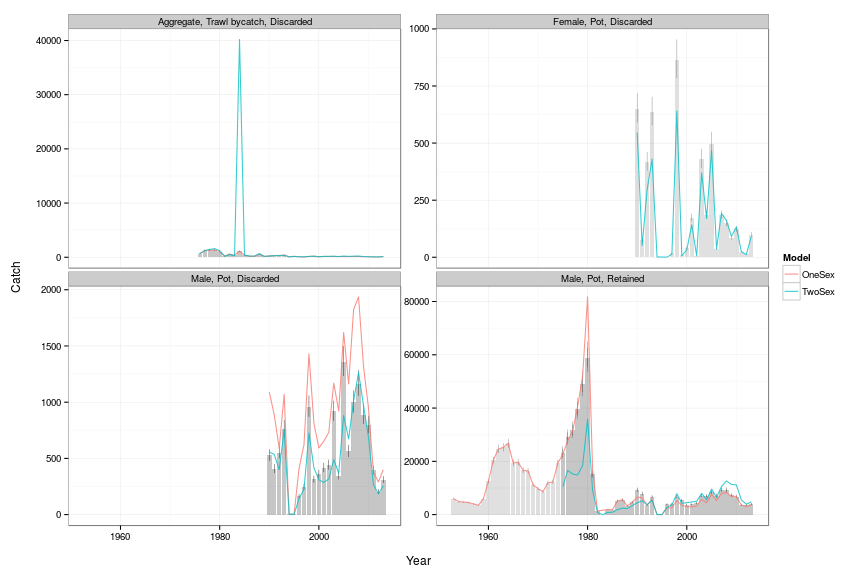 Aggregate, Trawl bycatch, Discarded
Female, Pot, Discarded
40000
30000
20000
10000
0
1000
750
500
250
0
Catch
Male, Pot, Discarded
Male, Pot, Retained
2000
1500
1000
500
0
80000
60000
40000
20000
0
1960
1980
2000
1960
1980
2000
Year
Model
OneSex
TwoSex